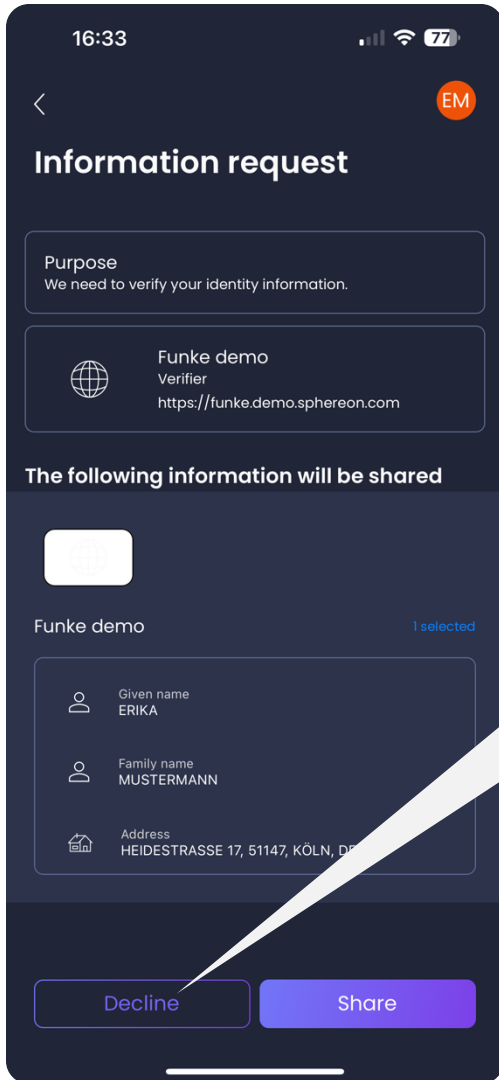 16:33
77
EM
Information request
Purpose
We need to verify your identity information.
Funke demo
Verifier
https://funke.demo.sphereon.com
The following information will be shared
Funke demo
1 selected
Given name
ERIKA
Family name
MUSTERMANN
Address
HEIDESTRASSE 17, 51147, KÖLN,
Decline
Share